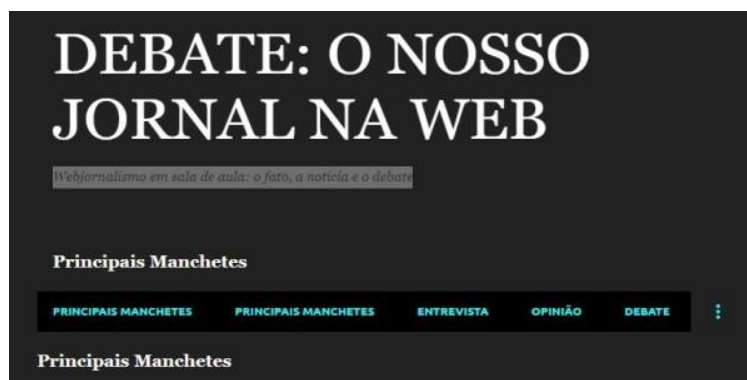 DEBATE: O NOSSO
JORNAL NA WEB
Webjornalismo em sala de aula: o fato, a notícia e o debate
Principais Manchetes
PRINCIPAIS MANCHETES PRINCIPAIS MANCHETES ENTREVISTA OPINIÃO DEBATE
Principais Manchetes